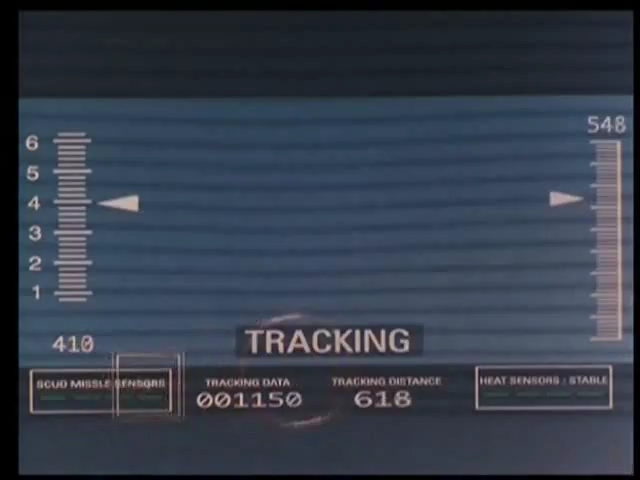 548
6
5
4
3
2
1
410
TRACKING
SCUD MISSLE SENSORS
TRACKING DATA
TRACKING DISTANCE
HEAT SENSORS : STABLE
001150
618